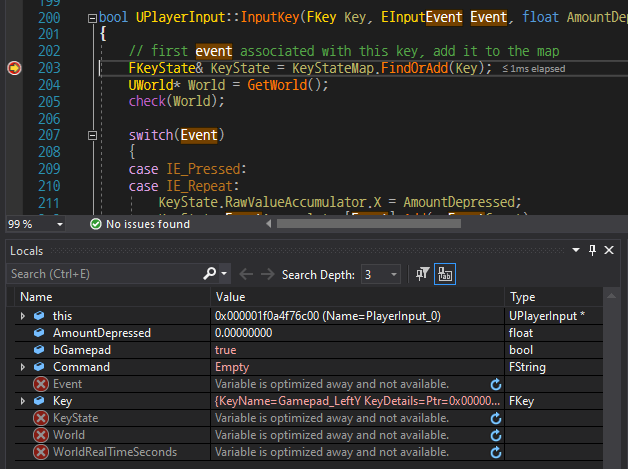 199
200 bool UPlayerInput::InputKey(FKey Key, EInputEvent Event, float AmountDep
201 {
202 // first event associated with this key, add it to the map
203 FKeyState& KeyState = KeyStateMap.FindOrAdd(Key); ≤ 1ms elapsed
204 UWorld* World = GetWorld();
205 check(World);
206
207 switch(Event)
208 {
209 case IE_Pressed:
210 case IE_Repeat:
211 KeyState.RawValueAccumulator.X = AmountDepressed;
99 % No issues found
Locals
Search (Ctrl+E) Search Depth: 3
Name Value Type
this 0x000001f0a4f76c00 (Name=PlayerInput_0) UPlayerInput *
AmountDepressed 0.00000000 float
bGamepad true bool
Command Empty FString
Event Variable is optimized away and not available.
Key {KeyName=Gamepad_LeftY KeyDetails=Ptr=0x00000... FKey
KeyState Variable is optimized away and not available.
World Variable is optimized away and not available.
WorldRealTimeSeconds Variable is optimized away and not available.